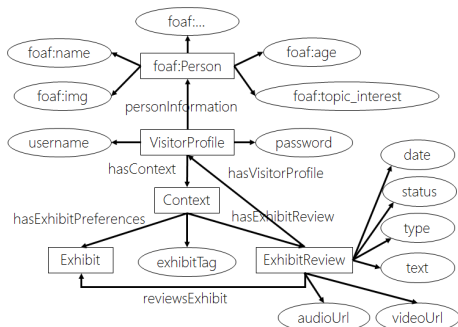 foaf:...
foaf:name
foaf:age
foaf:Person
foaf:img
foaf:topic_interest
personInformation
username
VisitorProfile
password
date
hasContext
hasVisitorProfile
status
Context
hasExhibitPreferences
hasExhibitReview
type
Exhibit
exhibitTag
ExhibitReview
text
reviewsExhibit
audioUrl
videoUrl